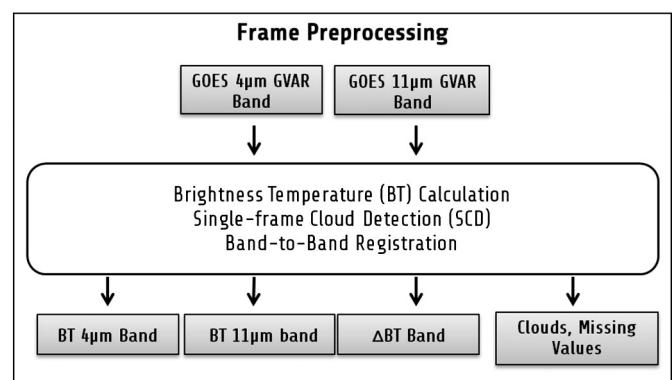 Frame Preprocessing
GOES 4µm GVAR
Band
GOES 11µm GVAR
Band
Brightness Temperature (BT) Calculation
Single-frame Cloud Detection (SCD)
Band-to-Band Registration
BT 4µm Band
BT 11µm band
ΔBT Band
Clouds, Missing
Values